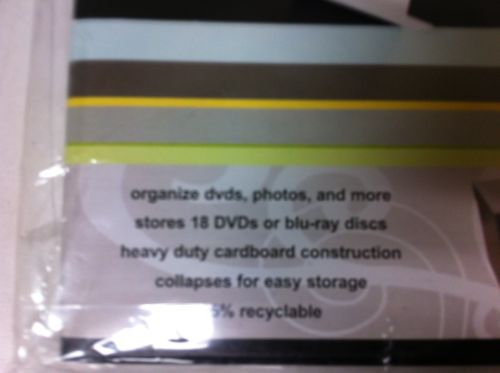 organize dvds, photos, and more
stores 18 DVDs or blu-ray discs
heavy duty cardboard construction
collapses for easy storage
5% recyclable